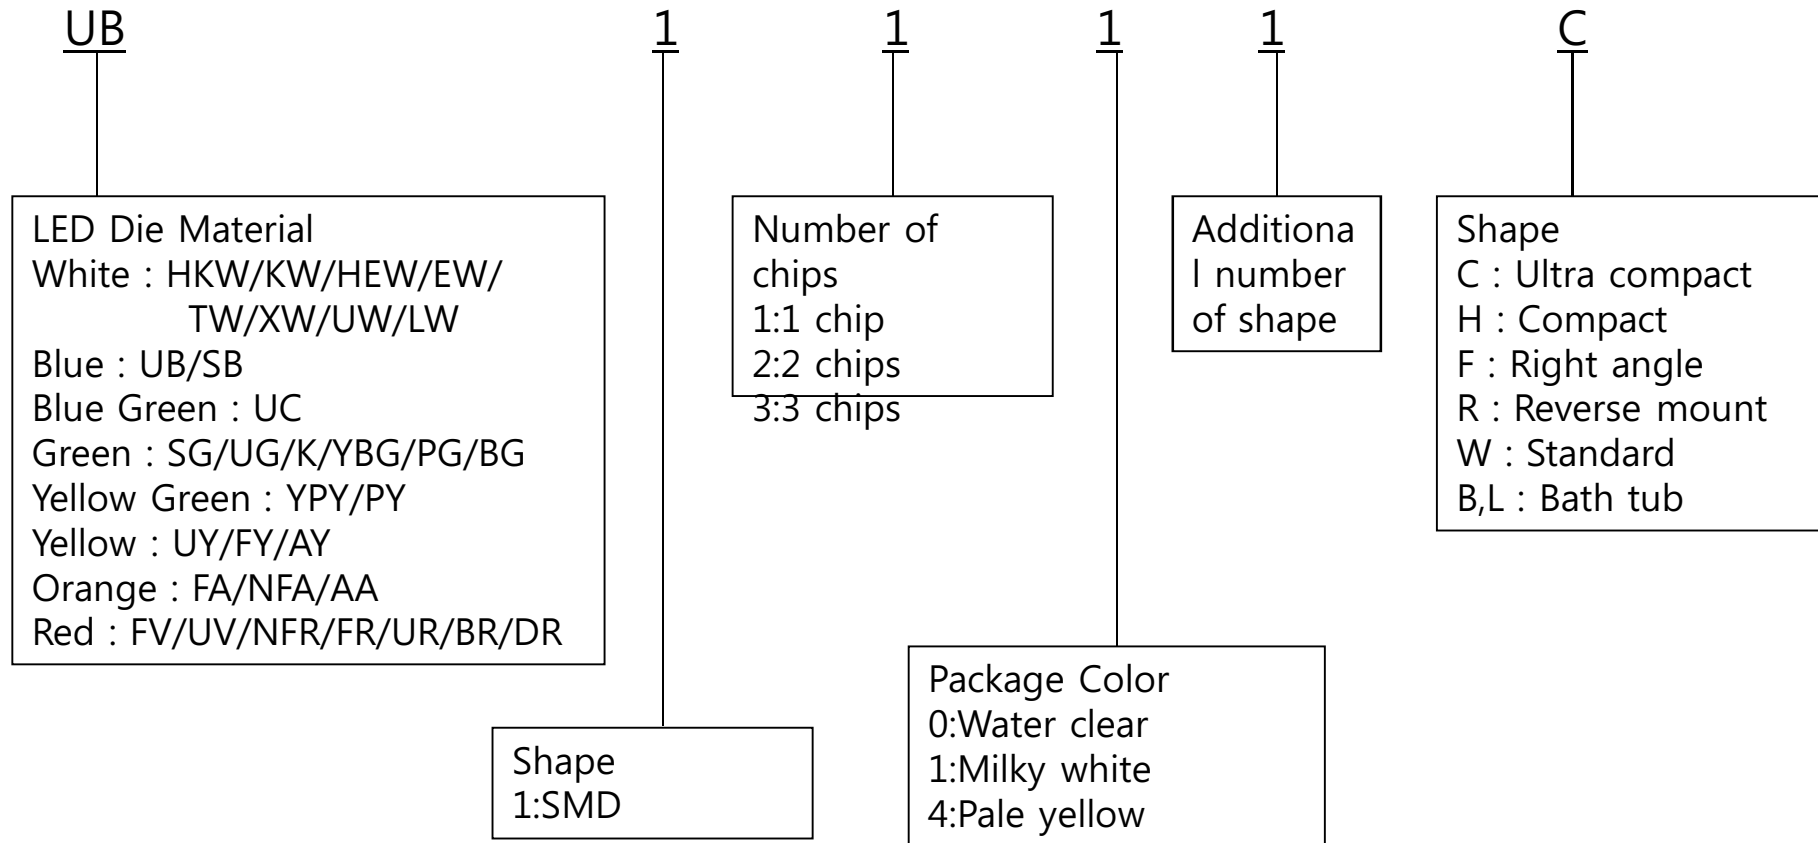 UB 1 1 1 1 C
LED Die Material
White : HKW/KW/HEW/EW/
TW/XW/UW/LW
Blue : UB/SB
Blue Green : UC
Green : SG/UG/K/YBG/PG/BG
Yellow Green : YPY/PY
Yellow : UY/FY/AY
Orange : FA/NFA/AA
Red : FV/UV/NFR/FR/UR/BR/DR
Number of
chips
1:1 chip
2:2 chips
3:3 chips
Additiona
l number
of shape
Shape
C : Ultra compact
H : Compact
F : Right angle
R : Reverse mount
W : Standard
B,L : Bath tub
Shape
1:SMD
Package Color
0:Water clear
1:Milky white
4:Pale yellow